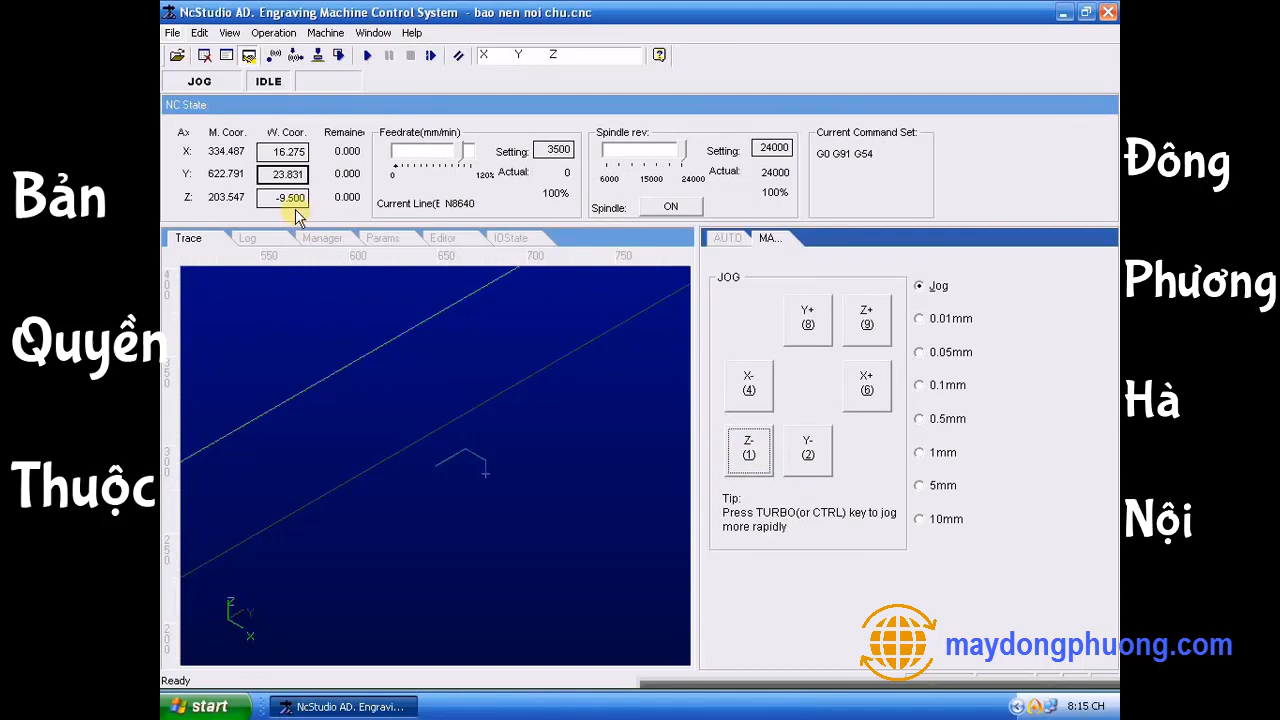 NcStudio AD. Engraving Machine Control System - bao nen noi chu.cnc
File Edit View Operation Machine Window Help
X Y Z
JOG IDLE
NC State
Ax M. Coor. W. Coor. Remaine
X: 334.487 16.275 0.000
Y: 622.791 23.831 0.000
Z: 203.547 -9.500 0.000
Feedrate(mm/min)
Setting: 3500
Actual: 0
0 120%
100%
Current Line(E N8640
Spindle rev:
Setting: 24000
Actual: 24000
6000 15000 24000
100%
Spindle: ON
Current Command Set:
G0 G91 G54
Trace Log Manager Params Editor IOState
550 600 650 700 750
400
350
300
250
200
Z
Y
X
AUTO MA...
JOG
Y+
(8)
Z+
(9)
X-
(4)
X+
(6)
Z-
(1)
Y-
(2)
Tip:
Press TURBO(or CTRL) key to jog
more rapidly
Jog
0.01mm
0.05mm
0.1mm
0.5mm
1mm
5mm
10mm
Ready
start NcStudio AD. Engravi... 8:15 CH
Bản
Quyền
Thuộc
Đông
Phương
Hà
Nội
maydongphuong.com